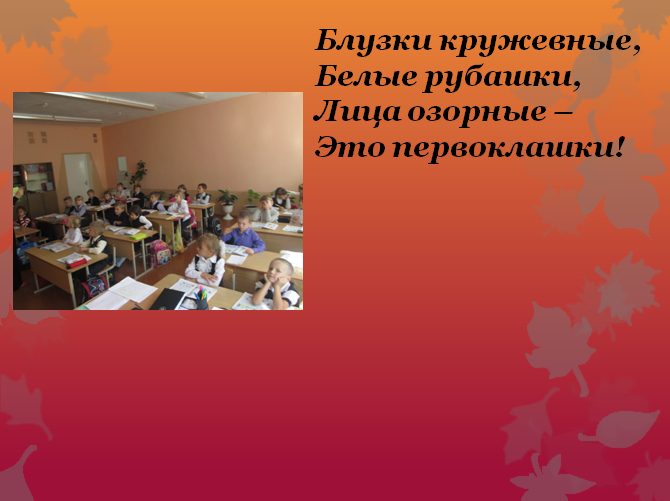 Блузки кружевные,
Белые рубашки,
Лица озорные –
Это первоклашки!